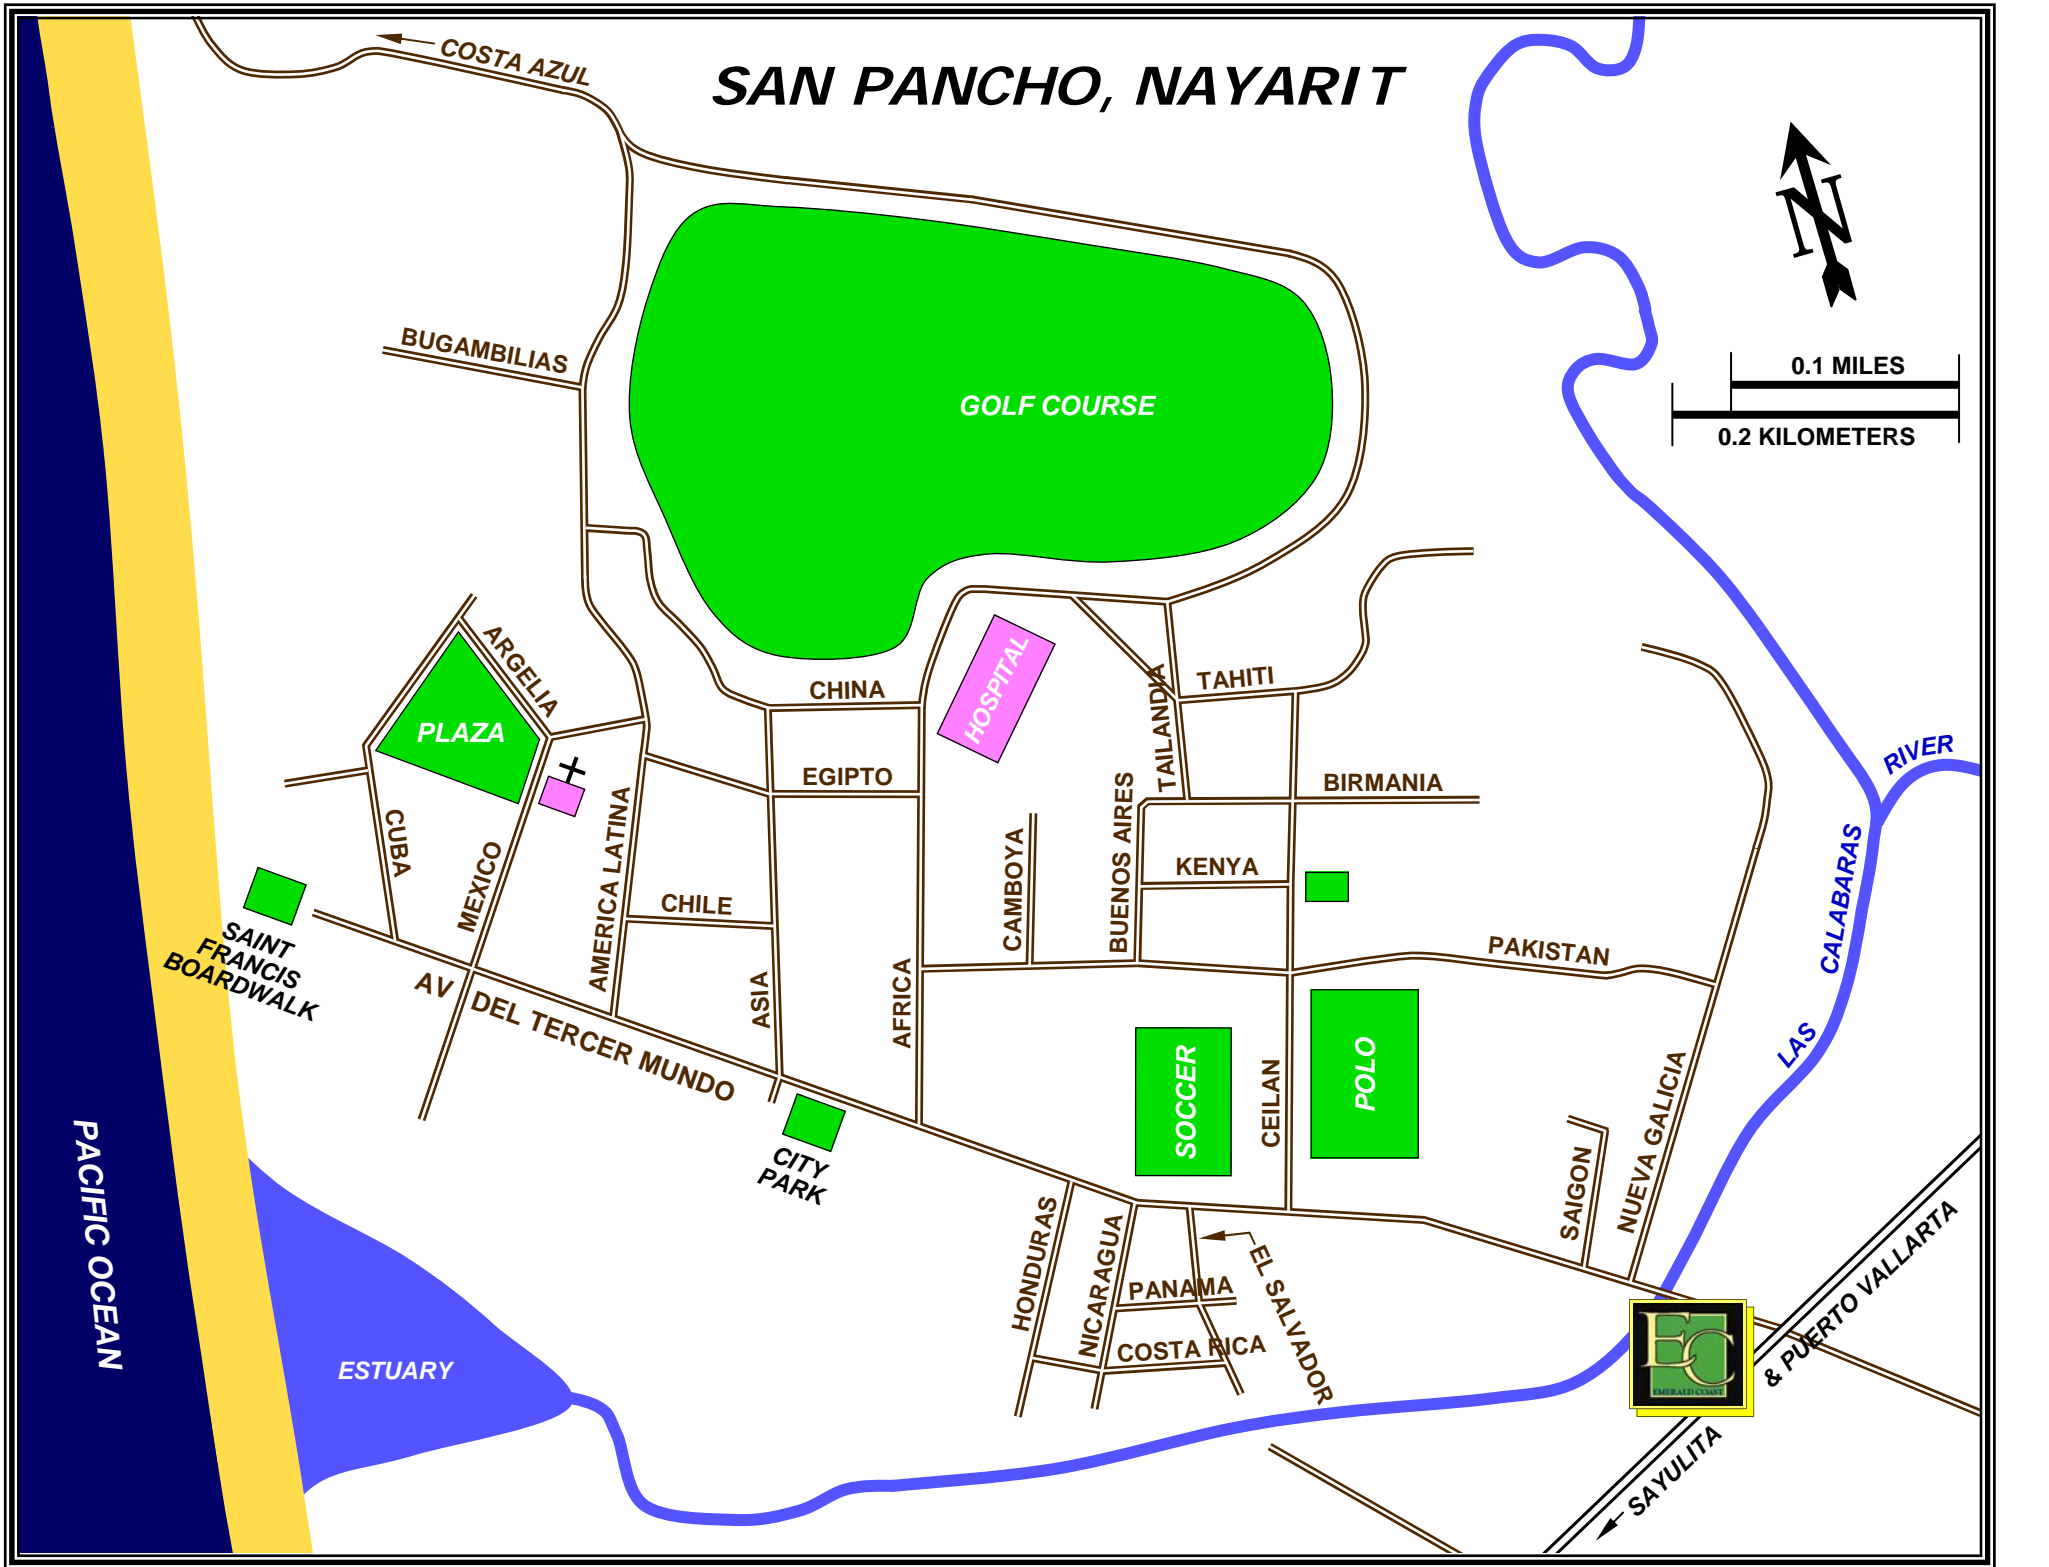 COSTA AZUL
SAN PANCHO, NAYARIT
N
BUGAMBILIAS
0.1 MILES
0.2 KILOMETERS
GOLF COURSE
ARGELIA
PLAZA
HOSPITAL
CHINA
TAHITI
TAILANDIA
EGIPTO
BIRMANIA
RIVER
CUBA
MEXICO
AMERICA LATINA
CHILE
CAMBOYA
BUENOS AIRES
KENYA
CALABARAS
LAS
SAINT
FRANCIS
BOARDWALK
AV DEL TERCER MUNDO
ASIA
AFRICA
PAKISTAN
SOCCER
CEILAN
POLO
NUEVA GALICIA
SAIGON
CITY
PARK
PACIFIC OCEAN
HONDURAS
NICARAGUA
PANAMA
COSTA RICA
EL SALVADOR
ESTUARY
EC
EMERALD COAST
& PUERTO VALLARTA
SAYULITA